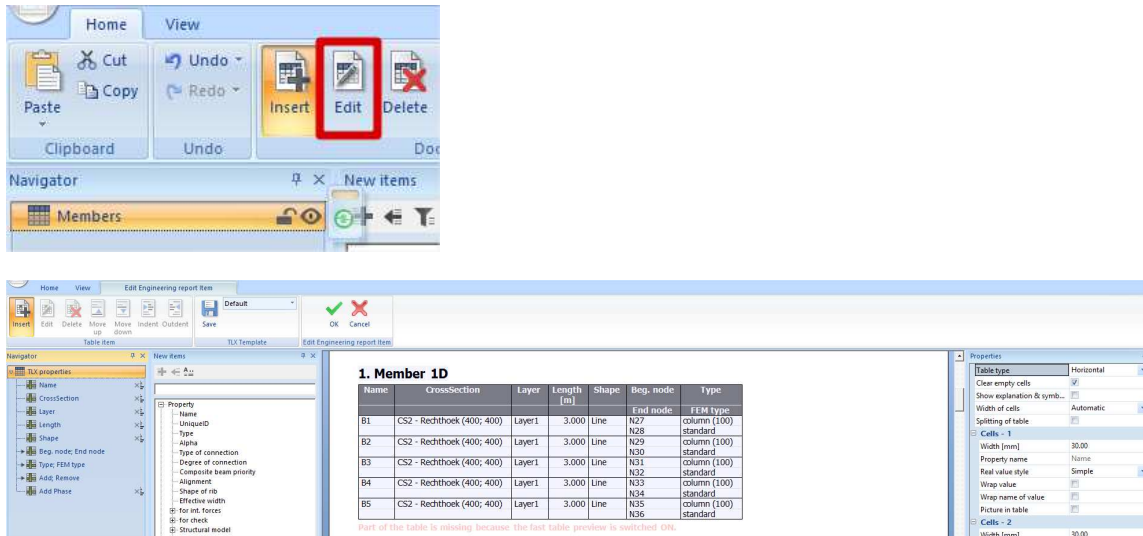 Home View
Cut
Copy
Paste
Undo
Redo
Insert
Edit
Delete
Clipboard
Undo
Doc
Navigator
New items
Members
Home View Edit Engineering report item
Insert
Edit
Delete
Move up
Move down
Indent
Outdent
Save
Default
OK
Cancel
Table item
TLX Template
Edit Engineering report item
Navigator
TLX properties
Name
CrossSection
Layer
Length
Shape
Beg. node; End node
Type; FEM type
Add; Remove
Add Phase
New items
Property
Name
UniqueID
Type
Alpha
Type of connection
Degree of connection
Composite beam priority
Alignment
Shape of rib
Effective width
for int. forces
for check
Structural model
1. Member 1D
Name CrossSection Layer Length Shape Beg. node Type
[m]
End node FEM type
B1 CS2 - Rechthoek (400; 400) Layer1 3.000 Line N27 column (100)
N28 standard
B2 CS2 - Rechthoek (400; 400) Layer1 3.000 Line N29 column (100)
N30 standard
B3 CS2 - Rechthoek (400; 400) Layer1 3.000 Line N31 column (100)
N32 standard
B4 CS2 - Rechthoek (400; 400) Layer1 3.000 Line N33 column (100)
N34 standard
B5 CS2 - Rechthoek (400; 400) Layer1 3.000 Line N35 column (100)
N36 standard
Part of the table is missing because the fast table preview is switched ON.
Properties
Table type Horizontal
Clear empty cells
Show explanation & symb...
Width of cells Automatic
Splitting of table
Cells - 1
Width [mm] 30.00
Property name Name
Real value style Simple
Wrap value
Wrap name of value
Picture in table
Cells - 2
Width [mm] 30.00